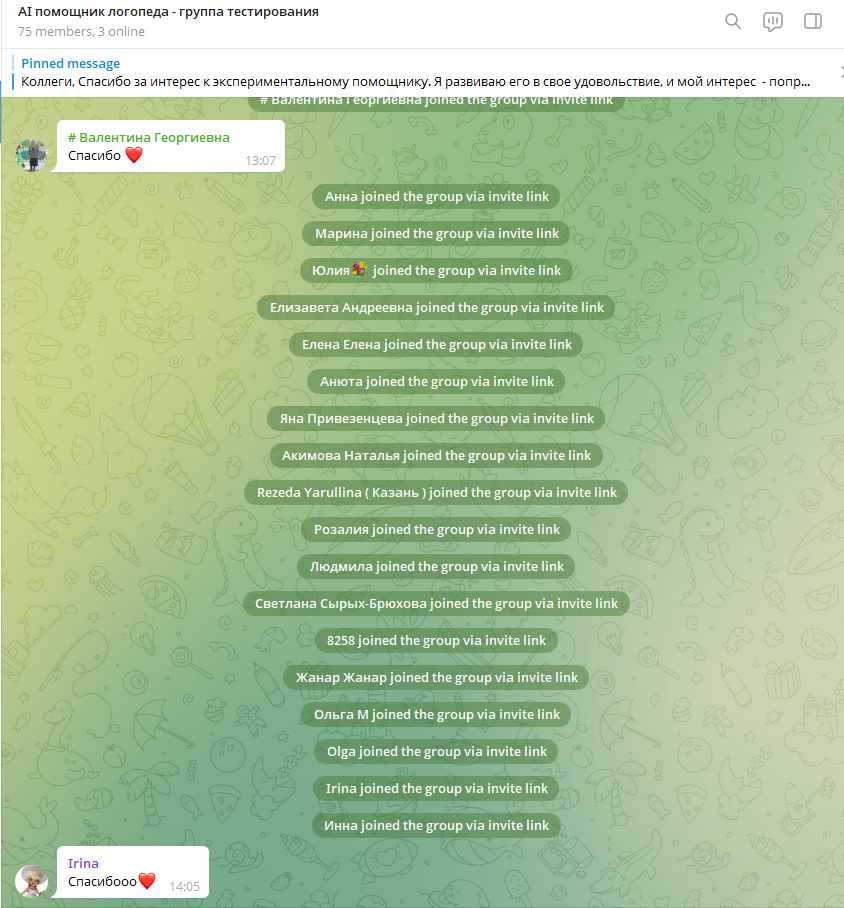 AI помощник логопеда - группа тестирования
75 members, 3 online
Pinned message
Коллеги, Спасибо за интерес к экспериментальному помощнику. Я развиваю его в свое удовольствие, и мой интерес - попр...
# Валентина Георгиевна joined the group via invite link
# Валентина Георгиевна
Спасибо ❤️
13:07
Анна joined the group via invite link
Марина joined the group via invite link
Юлия💐 joined the group via invite link
Елизавета Андреевна joined the group via invite link
Елена Елена joined the group via invite link
Анюта joined the group via invite link
Яна Привезенцева joined the group via invite link
Акимова Наталья joined the group via invite link
Rezeda Yarullina ( Казань ) joined the group via invite link
Розалия joined the group via invite link
Людмила joined the group via invite link
Светлана Сырых-Брюхова joined the group via invite link
8258 joined the group via invite link
Жанар Жанар joined the group via invite link
Ольга М joined the group via invite link
Olga joined the group via invite link
Irina joined the group via invite link
Инна joined the group via invite link
Irina
Спасибооо❤️
14:05